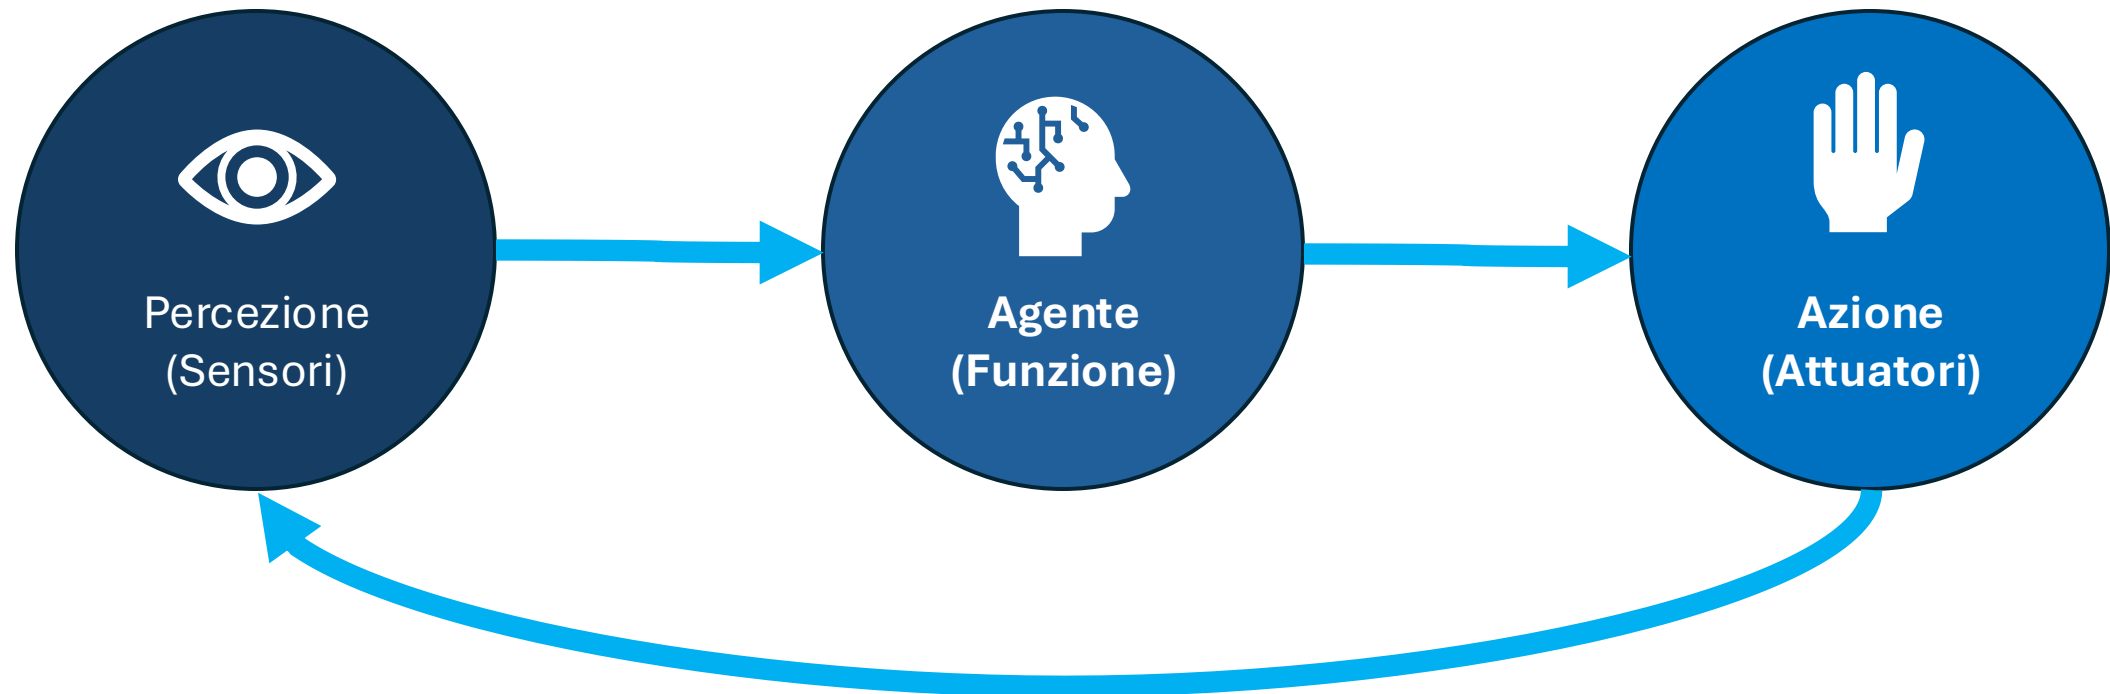 Percezione
(Sensori)
Agente
(Funzione)
Azione
(Attuatori)